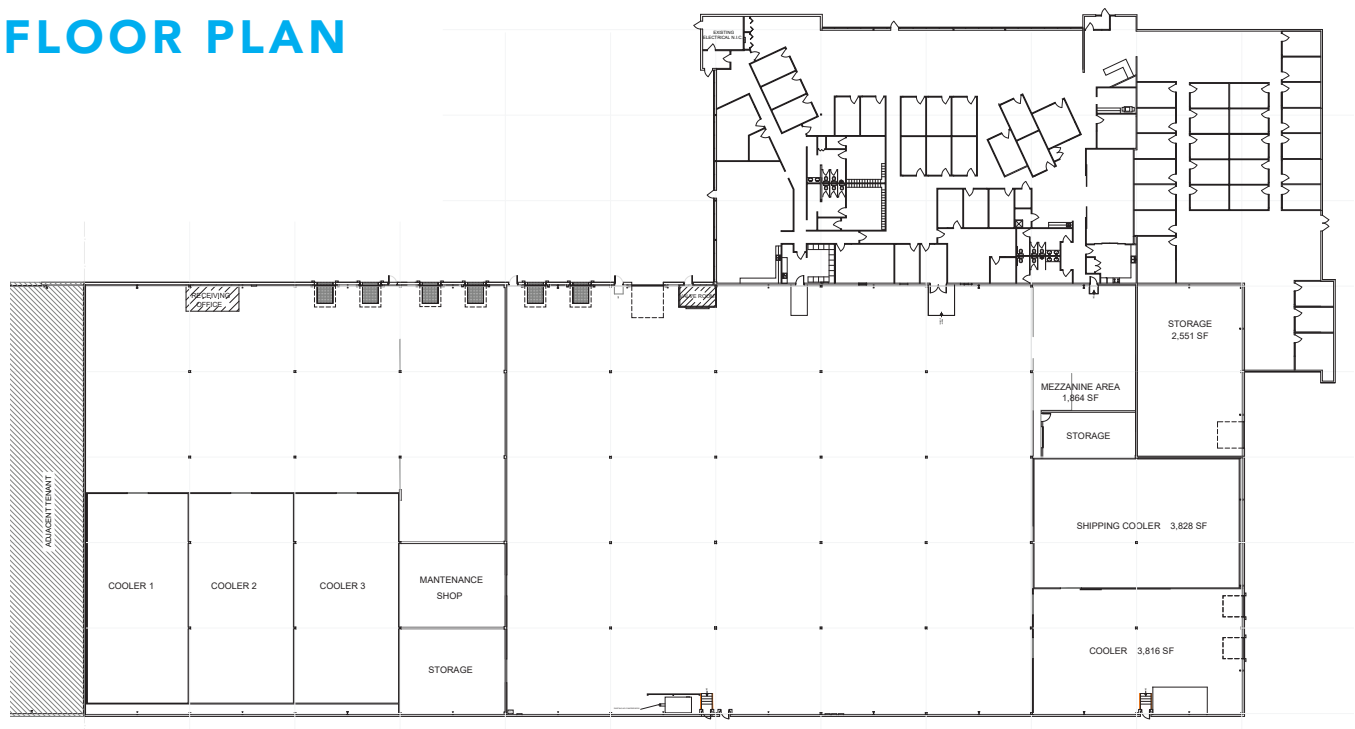 FLOOR PLAN
EXISTING
ELECTRICAL N.I.C.
RECEIVING
OFFICE
STORAGE
2,551 SF
MEZZANINE AREA
1,864 SF
STORAGE
ADJACENT TENANT
SHIPPING COOLER 3,828 SF
COOLER 1
COOLER 2
COOLER 3
MANTENANCE
SHOP
STORAGE
COOLER 3,816 SF